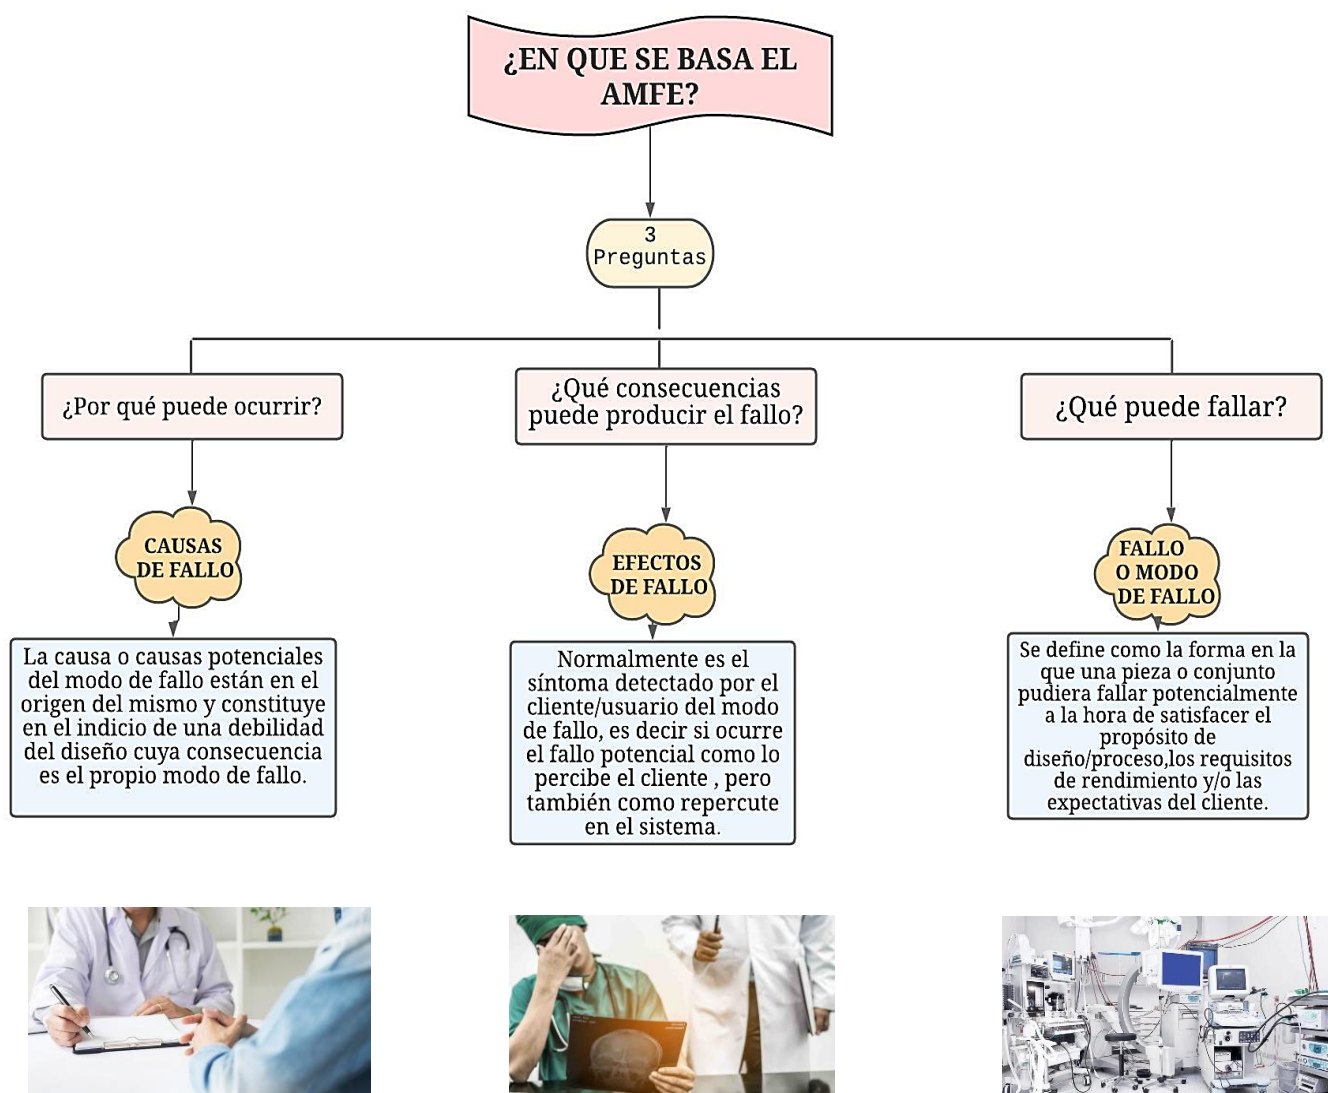 ¿EN QUE SE BASA EL
AMFE?
3
Preguntas
¿Por qué puede ocurrir?
¿Qué consecuencias
puede producir el fallo?
¿Qué puede fallar?
CAUSAS
DE FALLO
EFECTOS
DE FALLO
FALLO
O MODO
DE FALLO
La causa o causas potenciales
del modo de fallo están en el
origen del mismo y constituye
en el indicio de una debilidad
del diseño cuya consecuencia
es el propio modo de fallo.
Normalmente es el
síntoma detectado por el
cliente/usuario del modo
de fallo, es decir si ocurre
el fallo potencial como lo
percibe el cliente , pero
también como repercute
en el sistema.
Se define como la forma en la
que una pieza o conjunto
pudiera fallar potencialmente
a la hora de satisfacer el
propósito de
diseño/proceso,los requisitos
de rendimiento y/o las
expectativas del cliente.